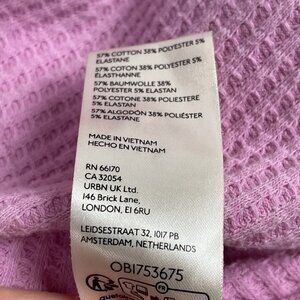 57% COTTON 38% POLYESTER 5%
ELASTANE
57% COTON 38% POLYESTER 5%
ÉLASTHANNE
57% BAUMWOLLE 38%
POLYESTER 5% ELASTAN
57% COTONE 38% POLIESTERE
5% ELASTAN
57% ALGODÓN 38% POLIÉSTER
5% ELASTANE
MADE IN VIETNAM
HECHO EN VIETNAM
RN 66170
CA 32054
URBN UK Ltd.
146 Brick Lane,
LONDON, E1 6RU
LEIDSESTRAAT 32, 1017 PB
AMSTERDAM, NETHERLANDS
OB1753675
FR